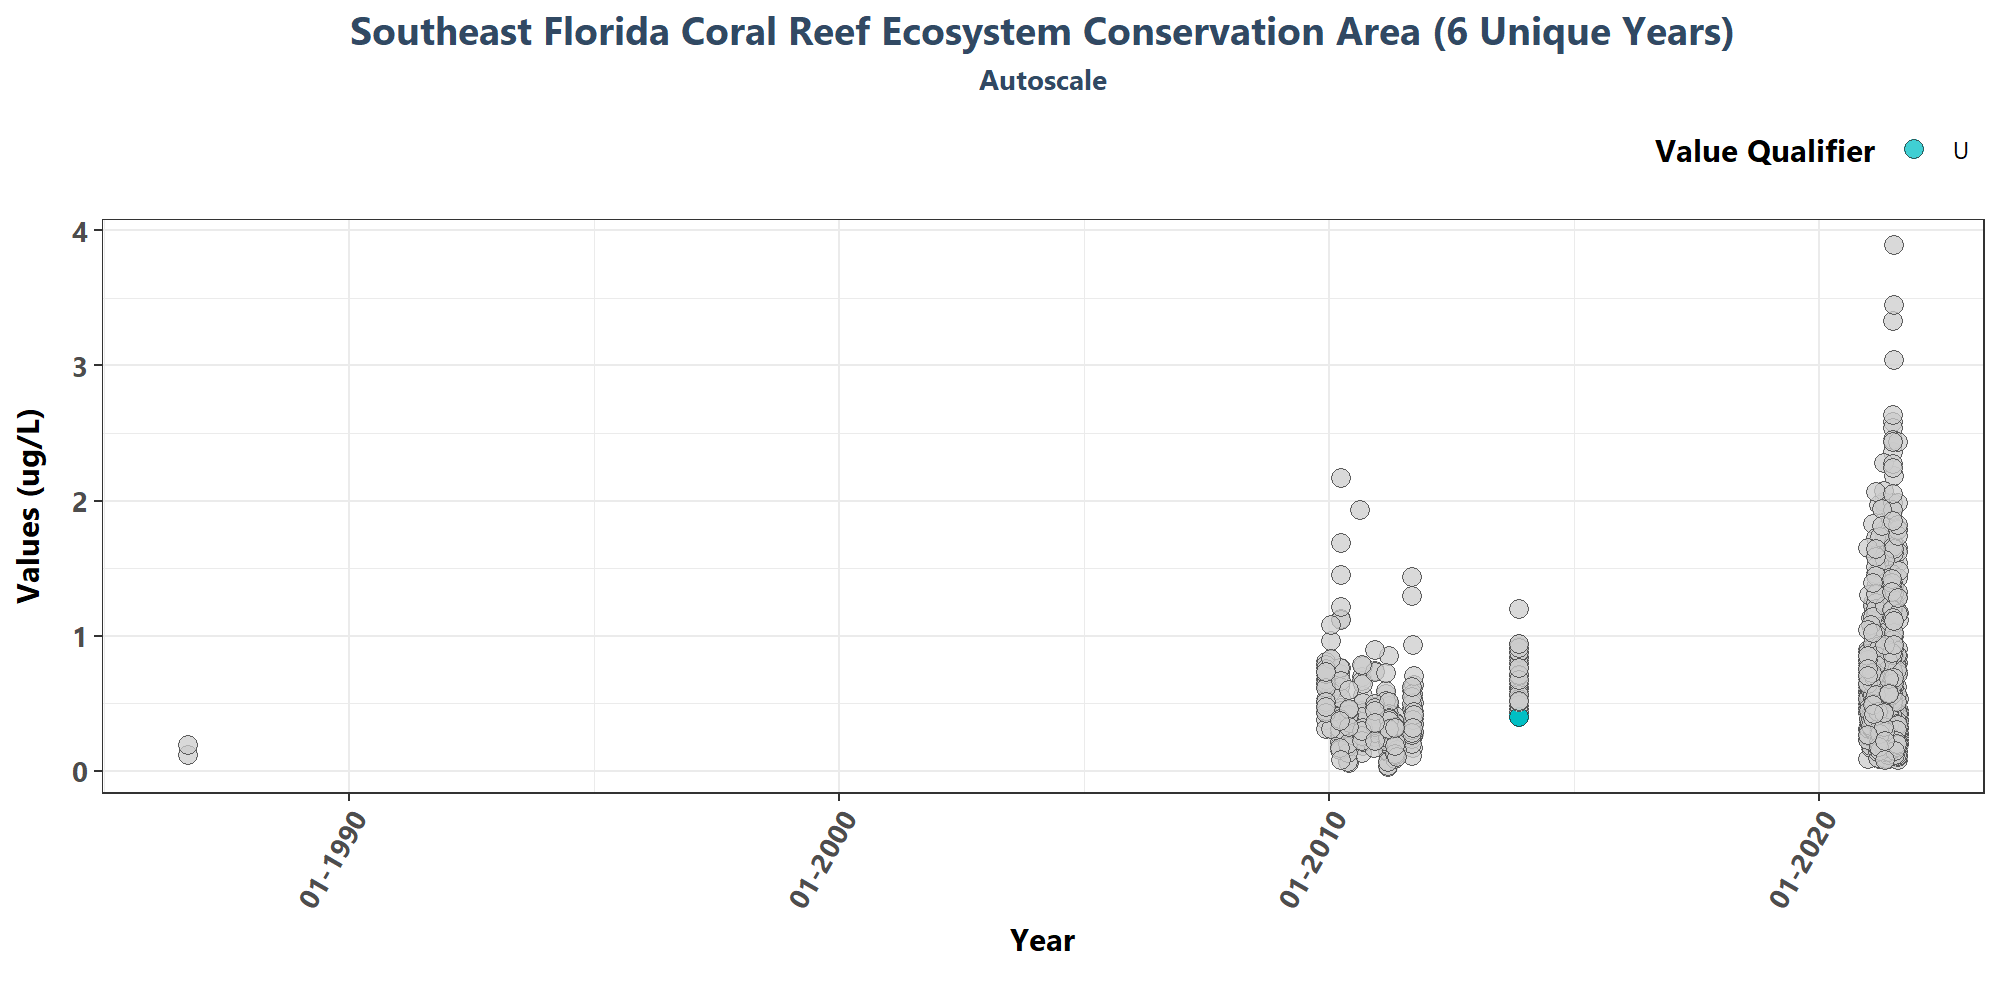 Southeast Florida Coral Reef Ecosystem Conservation Area (6 Unique Years)
Autoscale
Value Qualifier U
Values (ug/L)
4
3
2
1
0
01-1990 01-2000 01-2010 01-2020
Year